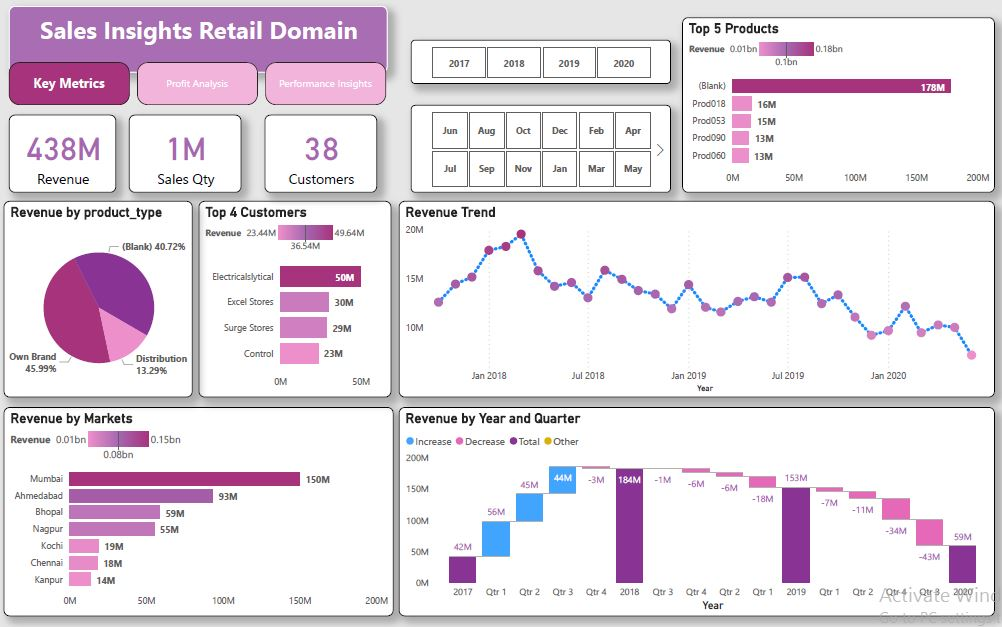 Sales Insights Retail Domain
Key Metrics
Profit Analysis
Performance Insights
438M
Revenue
1M
Sales Qty
38
Customers
2017 2018 2019 2020
Jun Aug Oct Dec Feb Apr
Jul Sep Nov Jan Mar May
Top 5 Products
Revenue 0.01bn 0.18bn
0.1bn
(Blank) 178M
Prod018 16M
Prod053 15M
Prod090 13M
Prod060 13M
0M 50M 100M 150M 200M
Revenue by product_type
(Blank) 40.72%
Own Brand
45.99%
Distribution
13.29%
Top 4 Customers
Revenue 23.44M 49.64M
36.54M
Electricalslytical 50M
Excel Stores 30M
Surge Stores 29M
Control 23M
0M 50M
Revenue Trend
20M
15M
10M
Jan 2018 Jul 2018 Jan 2019 Jul 2019 Jan 2020
Year
Revenue by Markets
Revenue 0.01bn 0.15bn
0.08bn
Mumbai 150M
Ahmedabad 93M
Bhopal 59M
Nagpur 55M
Kochi 19M
Chennai 18M
Kanpur 14M
0M 50M 100M 150M 200M
Revenue by Year and Quarter
Increase Decrease Total Other
200M
150M
100M
50M
0M
42M 56M 45M 44M -3M 184M -1M -6M -6M -18M 153M -7M -11M -34M -43M 59M
2017 Qtr 1 Qtr 2 Qtr 3 Qtr 4 2018 Qtr 3 Qtr 4 Qtr 2 Qtr 1 2019 Qtr 1 Qtr 2 Qtr 4 Qtr 3 2020
Year
Activate Wind
Go to PC settings